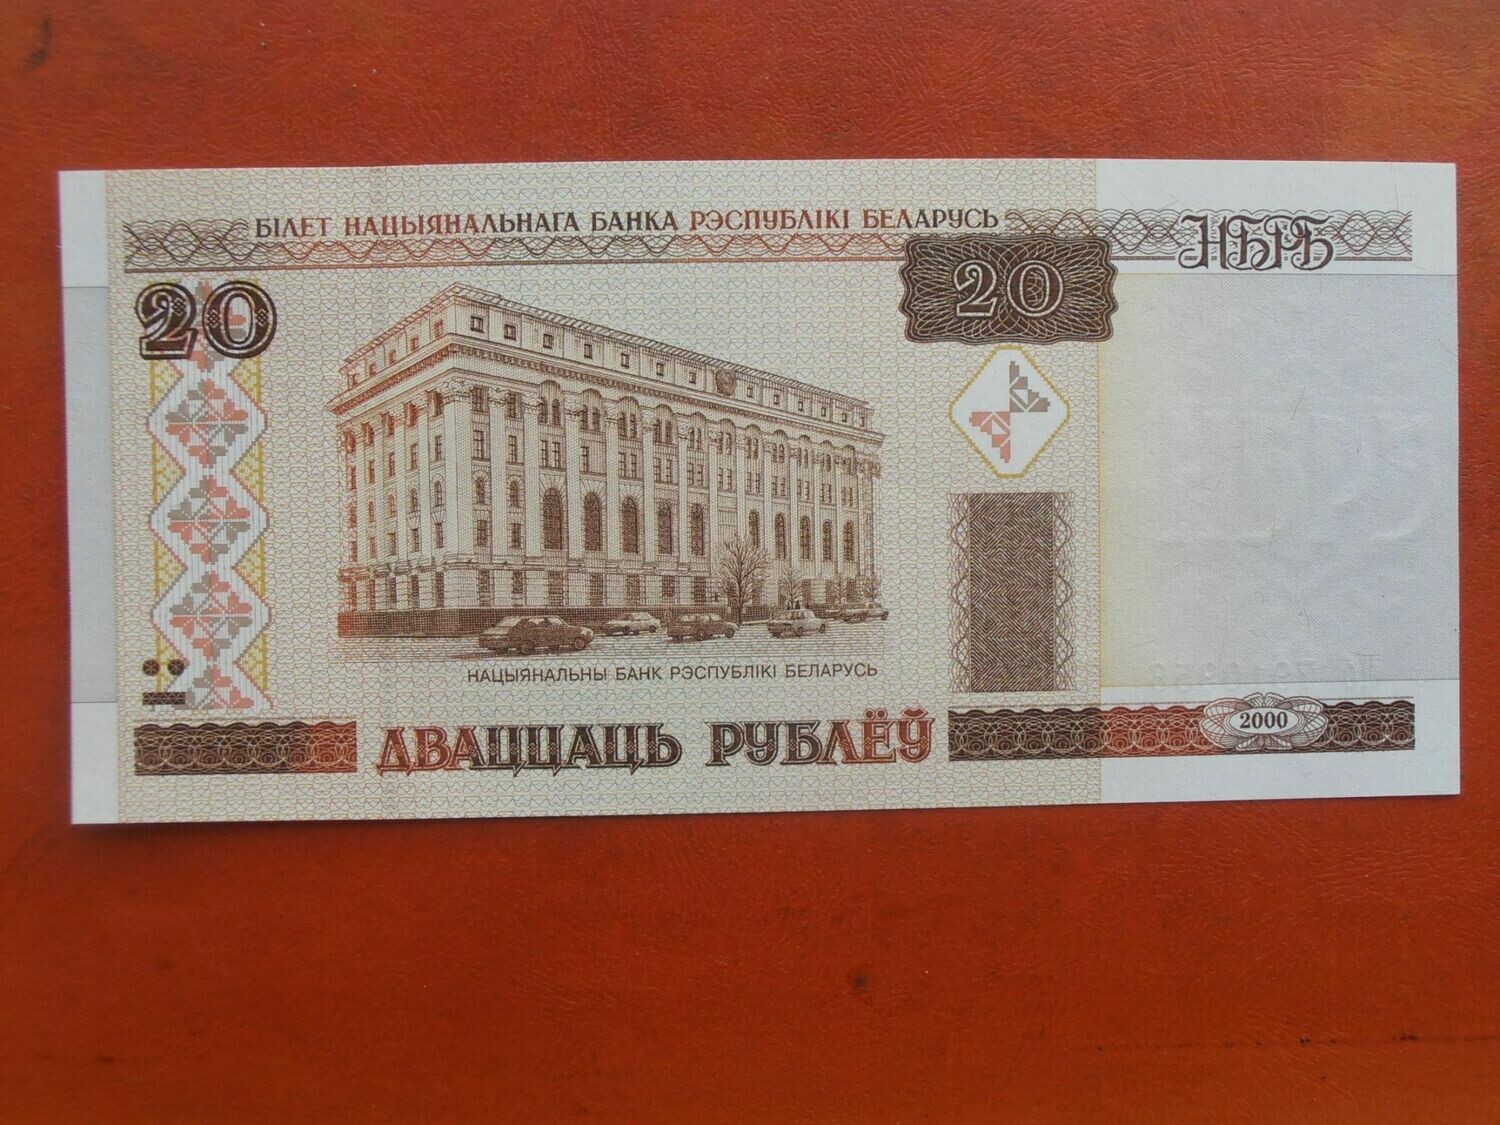 БІЛЕТ НАЦЫЯНАЛЬНАГА БАНКА РЭСПУБЛІКІ БЕЛАРУСЬ
НБРБ
20
20
НАЦЫЯНАЛЬНЫ БАНК РЭСПУБЛІКІ БЕЛАРУСЬ
ДВАЦЦАЦЬ РУБЛЁЎ
2000